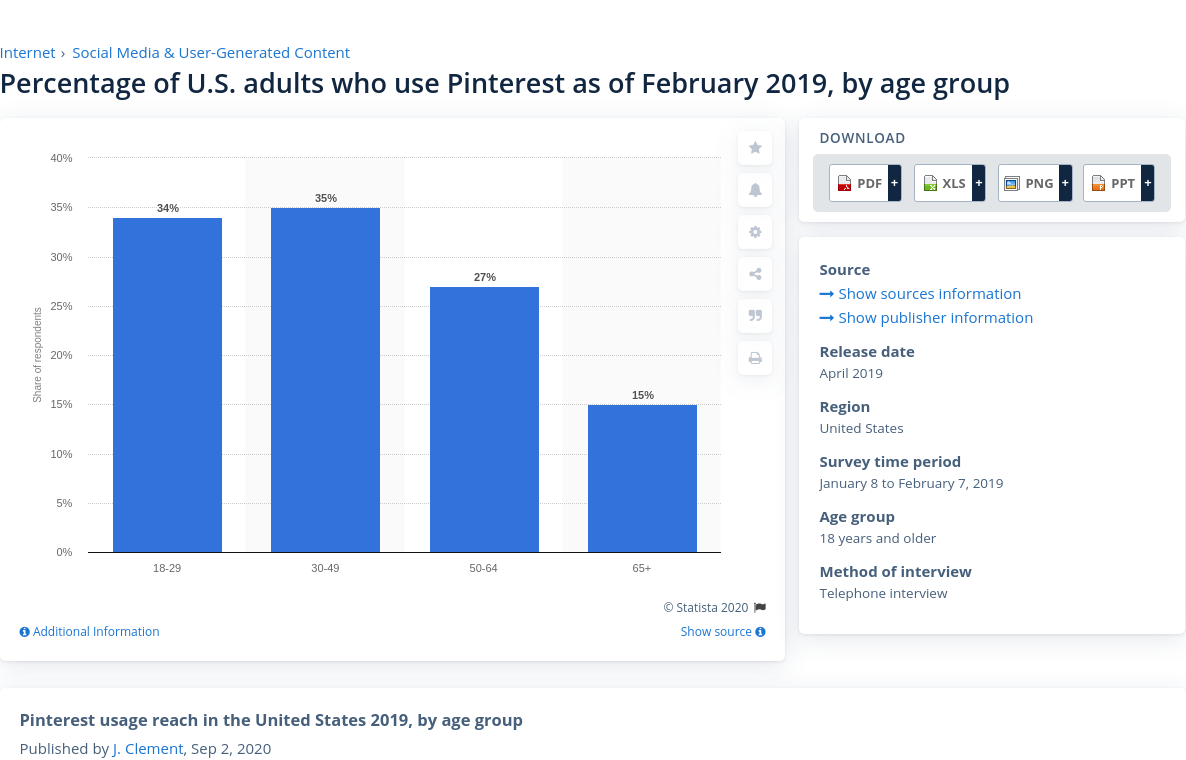 Internet › Social Media & User-Generated Content
Percentage of U.S. adults who use Pinterest as of February 2019, by age group
40%
35%
30%
25%
20%
15%
10%
5%
0%
Share of respondents
34%
35%
27%
15%
18-29
30-49
50-64
65+
© Statista 2020
Additional Information
Show source
DOWNLOAD
PDF + XLS + PNG + PPT +
Source
Show sources information
Show publisher information
Release date
April 2019
Region
United States
Survey time period
January 8 to February 7, 2019
Age group
18 years and older
Method of interview
Telephone interview
Pinterest usage reach in the United States 2019, by age group
Published by J. Clement, Sep 2, 2020